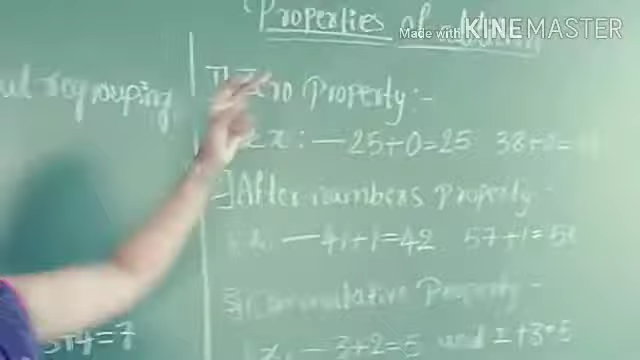 Properties of addition
Made with KINEMASTER
regrouping
1] Zero Property:-
ex:- 25+0=25 38+0=
2] After numbers property-
ex. - 41+1=42 57+1=58
3] Commutative Property-
Ex. - 3+2=5 and 2+3=5
3+4=7